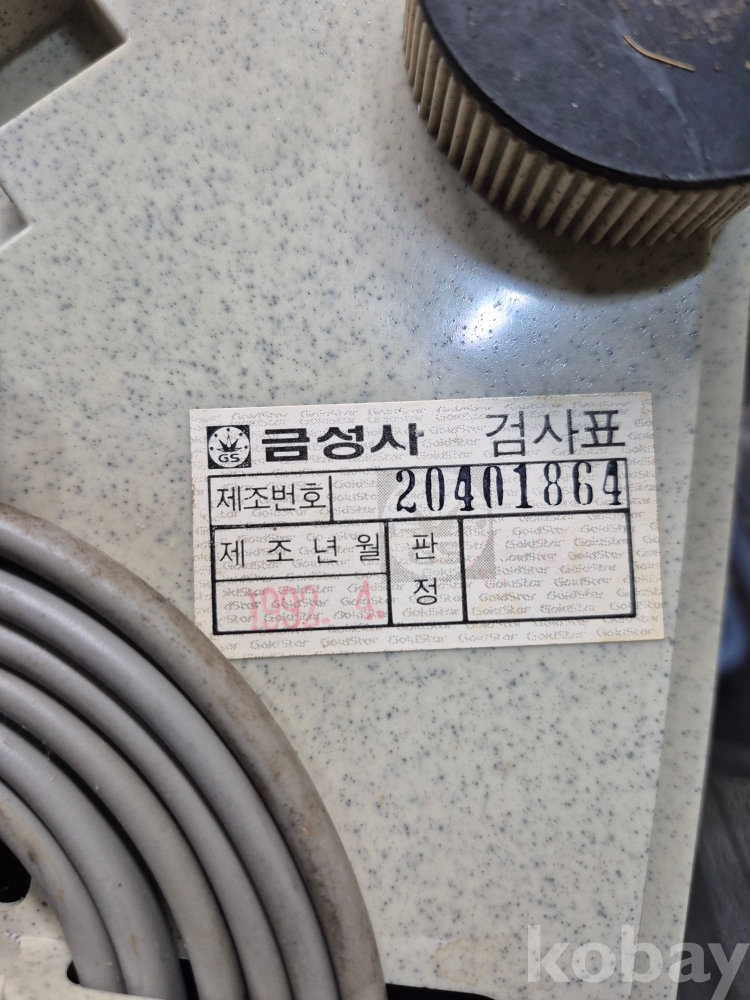 GS 금성사 검사표
제조번호 20401864
제 조 년 월 판정
1992. 4.
kobay